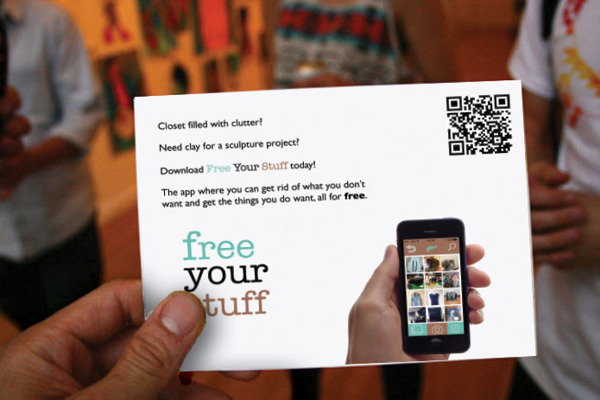 Closet filled with clutter?
Need clay for a sculpture project?
Download Free Your Stuff today!
The app where you can get rid of what you don't
want and get the things you do want, all for free.
free
your
stuff